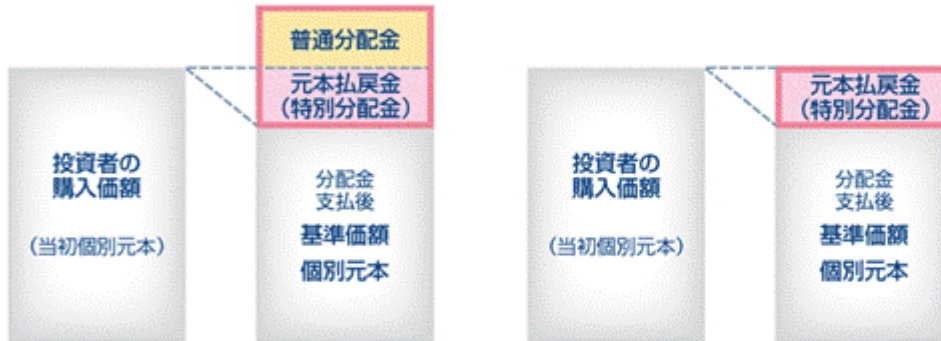 普通分配金
元本払戻金
（特別分配金）
投資者の
購入価額
（当初個別元本）
分配金
支払後
基準価額
個別元本
元本払戻金
（特別分配金）
投資者の
購入価額
（当初個別元本）
分配金
支払後
基準価額
個別元本